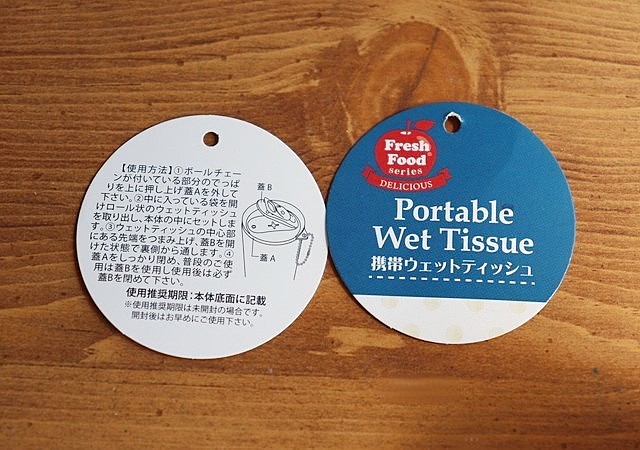 【使用方法】①ボールチェー
ンが付いている部分のでっぱ
りを上に押し上げ蓋Aを外して
下さい。②中に入っている袋を開
けロール状のウェットティッシュ
を取り出し、本体の中にセットしま
す。③ウェットティッシュの中心部
にある先端をつまみ上げ、蓋Bを開
けた状態で裏側から通します。④
蓋Aをしっかり閉め、普段のご使
用は蓋Bを使用し使用後は必ず
蓋Bを閉めて下さい。
蓋B
蓋A
使用推奨期限：本体底面に記載
※使用推奨期限は未開封の場合です。
開封後はお早めにご使用下さい。
Fresh
Food
series
DELICIOUS
Portable
Wet Tissue
携帯ウェットティッシュ